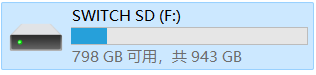 SWITCH SD (F:)
798 GB 可用，共 943 GB